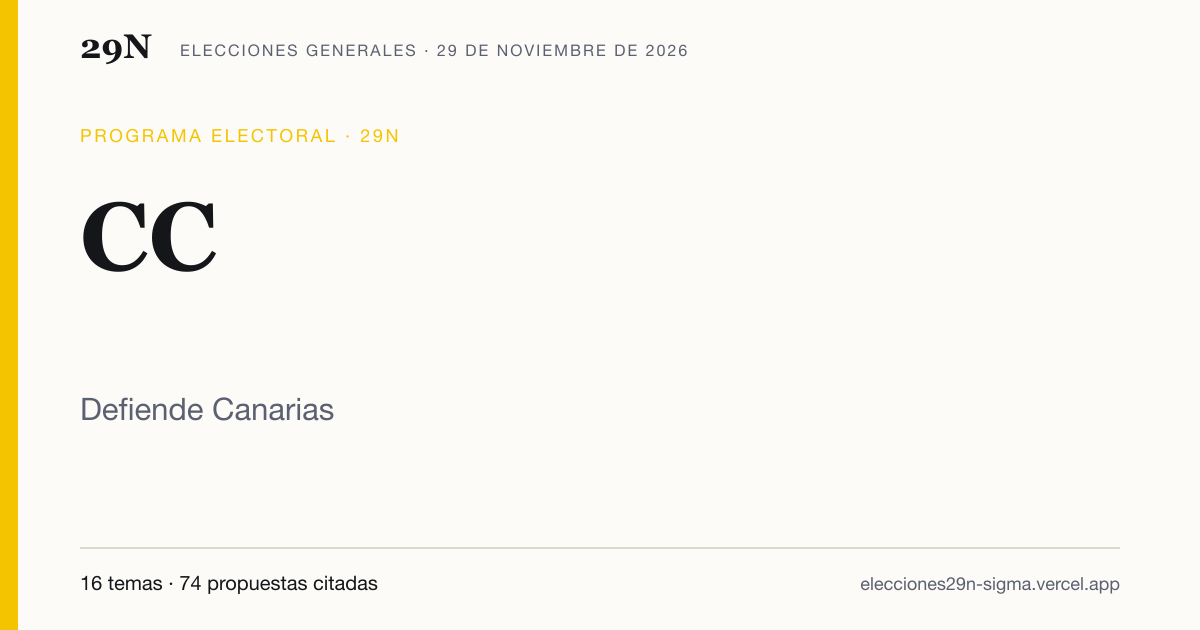 29N ELECCIONES GENERALES · 29 DE NOVIEMBRE DE 2026
PROGRAMA ELECTORAL · 29N
CC
Defiende Canarias
16 temas · 74 propuestas citadas
elecciones29n-sigma.vercel.app